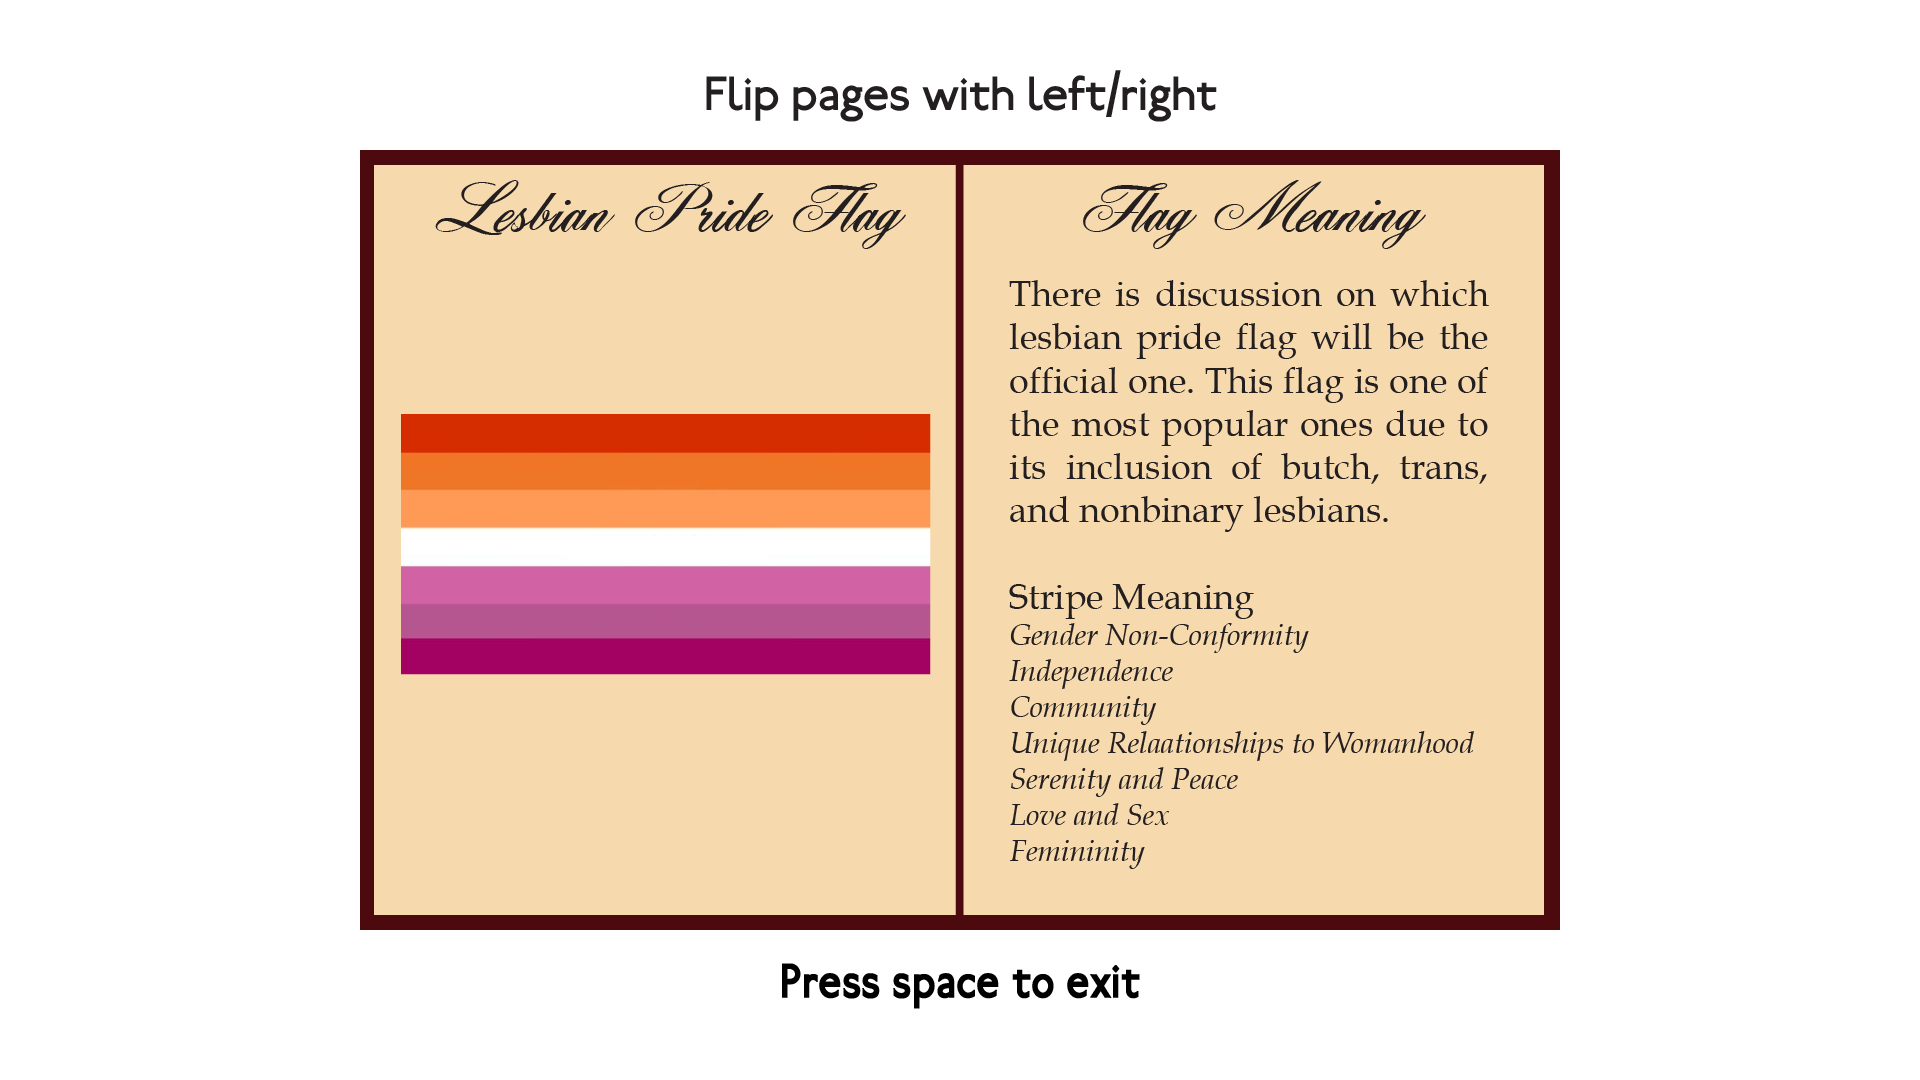 Flip pages with left/right
Lesbian Pride Flag
Flag Meaning
There is discussion on which
lesbian pride flag will be the
official one. This flag is one of
the most popular ones due to
its inclusion of butch, trans,
and nonbinary lesbians.
Stripe Meaning
Gender Non-Conformity
Independence
Community
Unique Relaationships to Womanhood
Serenity and Peace
Love and Sex
Femininity
Press space to exit